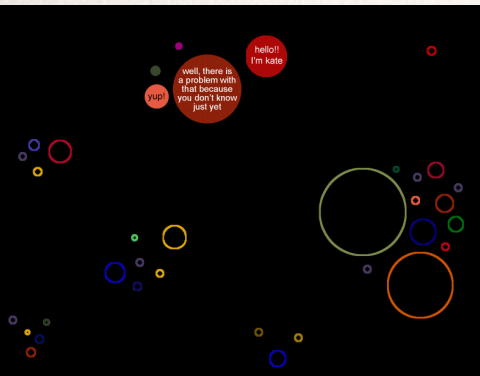 hello!!
I'm kate
well, there is
a problem with
that because
you don't know
just yet
yup!